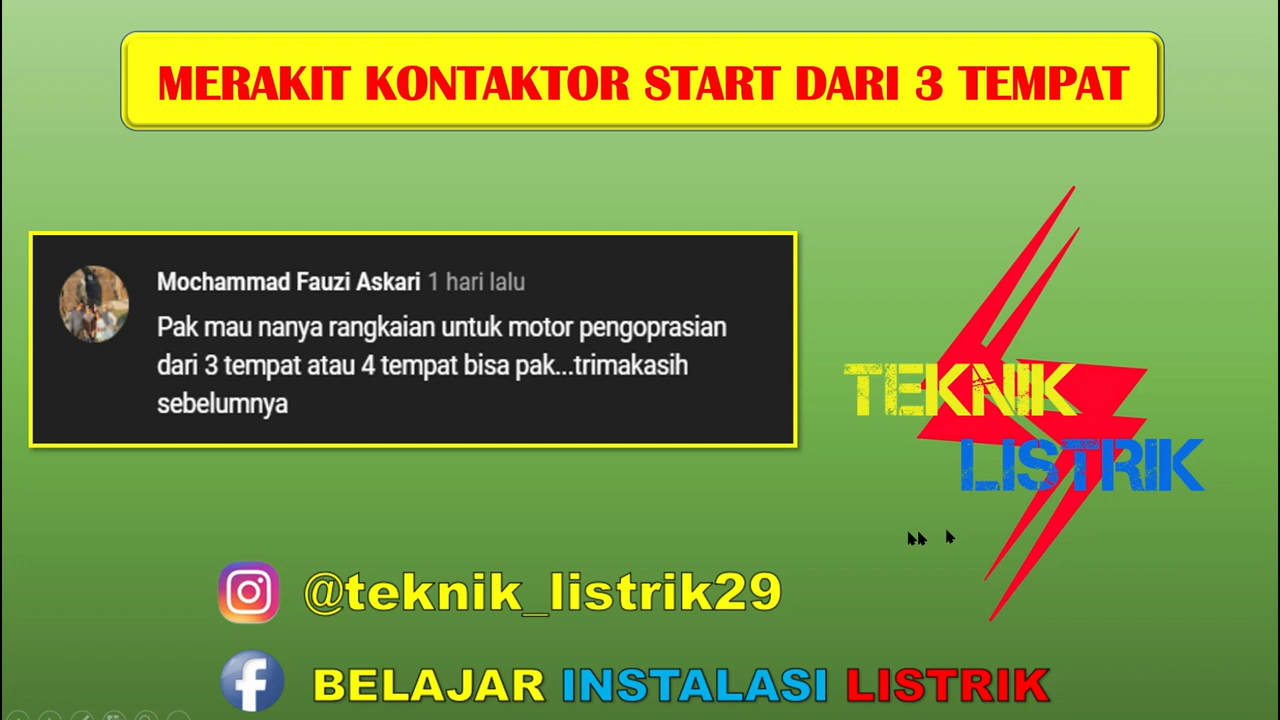 MERAKIT KONTAKTOR START DARI 3 TEMPAT
Mochammad Fauzi Askari 1 hari lalu
Pak mau nanya rangkaian untuk motor pengoprasian
dari 3 tempat atau 4 tempat bisa pak...trimakasih
sebelumnya
TEKNIK
LISTRIK
@teknik_listrik29
BELAJAR INSTALASI LISTRIK